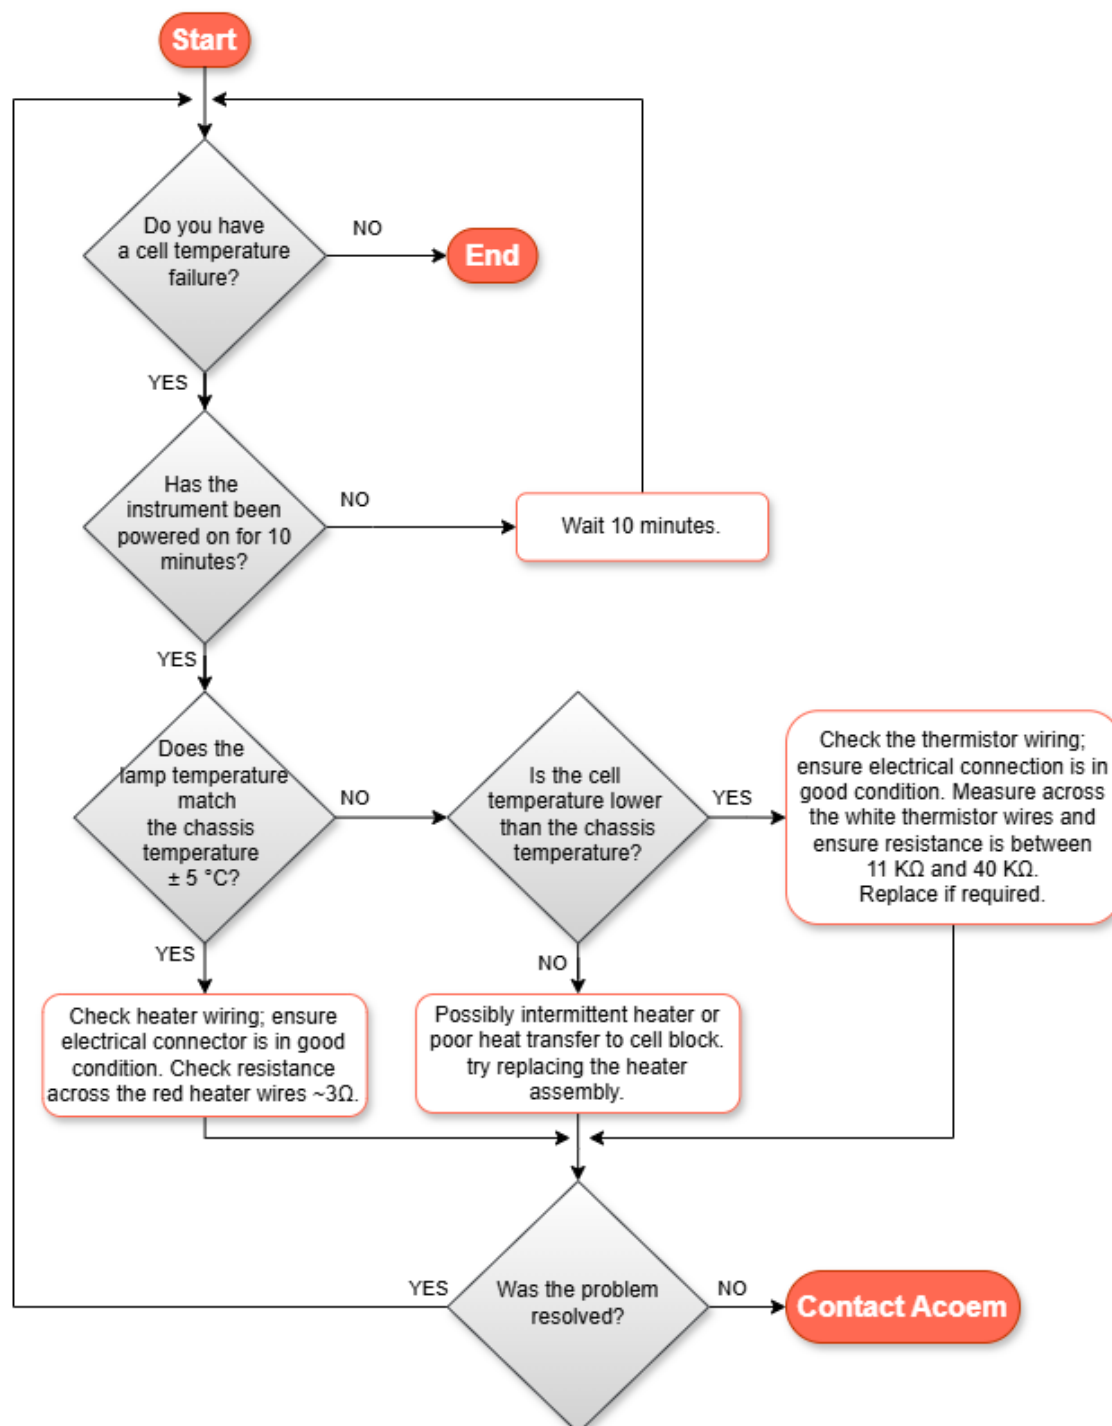 Start
Do you have
a cell temperature
failure?
NO
End
YES
Has the
instrument been
powered on for 10
minutes?
NO
Wait 10 minutes.
YES
Does the
lamp temperature
match
the chassis
temperature
± 5 °C?
NO
Is the cell
temperature lower
than the chassis
temperature?
YES
Check the thermistor wiring;
ensure electrical connection is in
good condition. Measure across
the white thermistor wires and
ensure resistance is between
11 KΩ and 40 KΩ.
Replace if required.
YES
Check heater wiring; ensure
electrical connector is in good
condition. Check resistance
across the red heater wires ~3Ω.
NO
Possibly intermittent heater or
poor heat transfer to cell block.
try replacing the heater
assembly.
YES
Was the problem
resolved?
NO
Contact Acoem